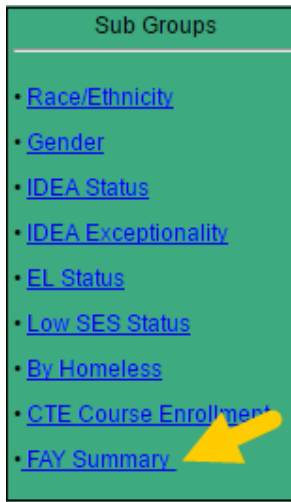 Sub Groups
• Race/Ethnicity
• Gender
• IDEA Status
• IDEA Exceptionality
• EL Status
• Low SES Status
• By Homeless
• CTE Course Enrollment
• FAY Summary